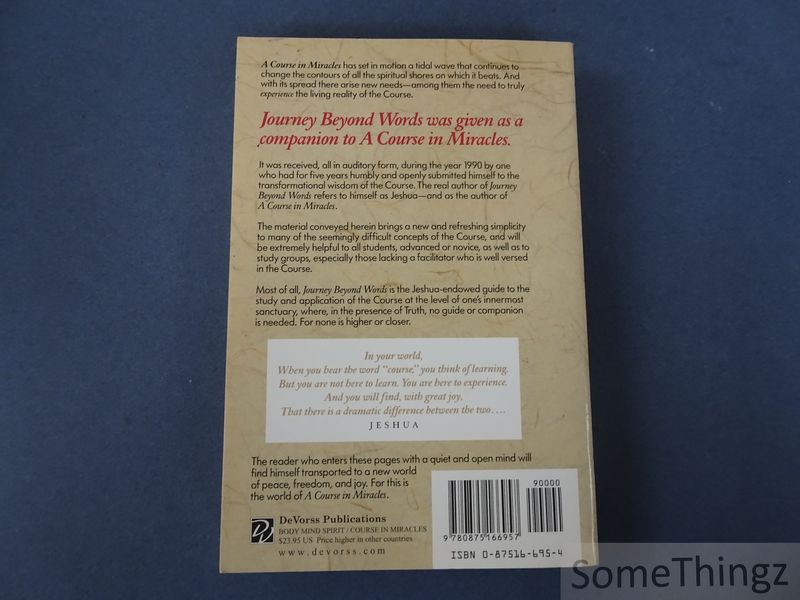 A Course in Miracles has set in motion a tidal wave that continues to
change the contours of all the spiritual shores on which it beats. And
with its spread there arise new needs—among them the need to truly
experience the living reality of the Course.
Journey Beyond Words was given as a
companion to A Course in Miracles.
It was received, all in auditory form, during the year 1990 by one
who had for five years humbly and openly submitted himself to the
transformational wisdom of the Course. The real author of Journey
Beyond Words refers to himself as Jeshua—and as the author of
A Course in Miracles.
The material conveyed herein brings a new and refreshing simplicity
to many of the seemingly difficult concepts of the Course, and will
be extremely helpful to all students, advanced or novice, as well as to
study groups, especially those lacking a facilitator who is well versed
in the Course.
Most of all, Journey Beyond Words is the Jeshua-endowed guide to the
study and application of the Course at the level of one's innermost
sanctuary, where, in the presence of Truth, no guide or companion
is needed. For none is higher or closer.
In your world,
When you hear the word "course," you think of learning.
But you are not here to learn. You are here to experience.
And you will find, with great joy,
That there is a dramatic difference between the two....
JESHUA
The reader who enters these pages with a quiet and open mind will
find himself transported to a new world
of peace, freedom, and joy. For this is
the world of A Course in Miracles.
DeVorss Publications
BODY MIND SPIRIT / COURSE IN MIRACLES
$23.95 US Price higher in other countries
www.devorss.com
90000
9 780875 166957
ISBN 0-87516-695-4
SomeThingz